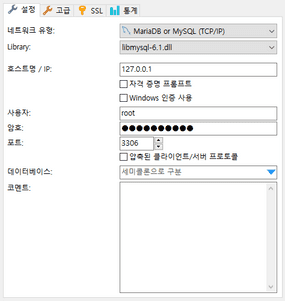 설정 고급 SSL 통계
네트워크 유형: MariaDB or MySQL (TCP/IP)
Library: libmysql-6.1.dll
호스트명 / IP: 127.0.0.1
자격 증명 프롬프트
Windows 인증 사용
사용자: root
암호: ●●●●●●●●●●
포트: 3306
압축된 클라이언트/서버 프로토콜
데이터베이스: 세미콜론으로 구분
코멘트: